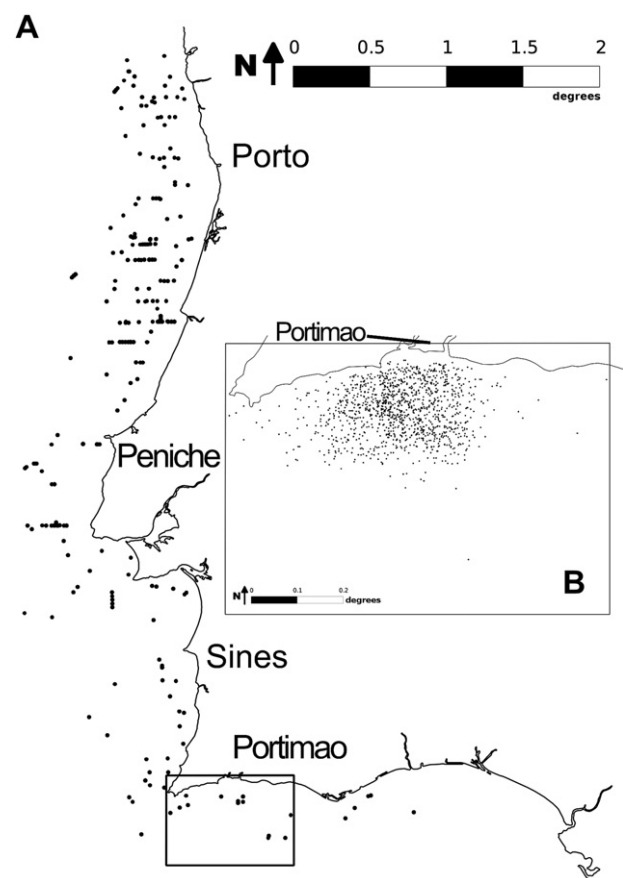 A
N
0 0.5 1 1.5 2
degrees
Porto
Portimao
Peniche
N
0 0.1 0.2
degrees
B
Sines
Portimao